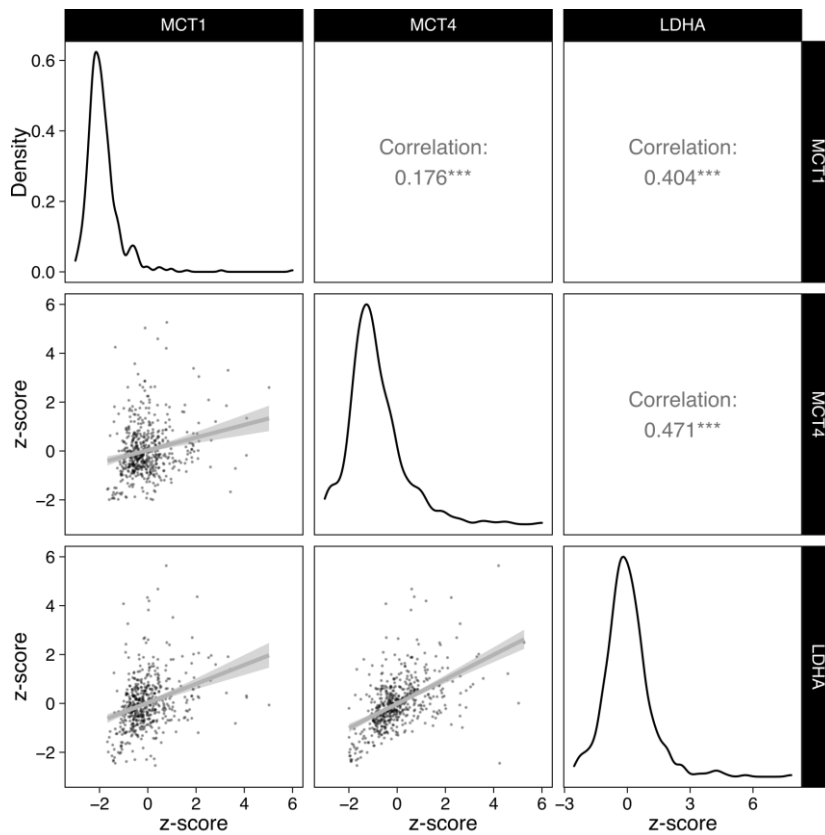 MCT1
MCT4
LDHA
Density
0.6
0.4
0.2
0.0
Correlation:
0.176***
Correlation:
0.404***
MCT1
z-score
6
4
2
0
−2
Correlation:
0.471***
MCT4
z-score
6
4
2
0
−2
LDHA
−2
0
2
4
6
−2
0
2
4
6
−3
0
3
6
z-score
z-score
z-score